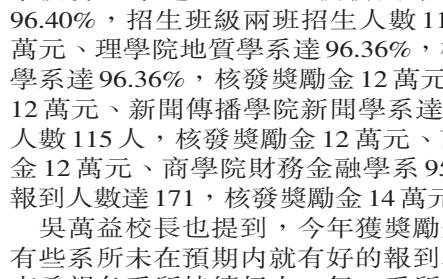 96.40%，招生班級兩班招生人數11
萬元、理學院地質學系達96.36%，
學系達96.36%，核發獎勵金12萬元
12萬元、新聞傳播學院新聞學系達
人數115人，核發獎勵金12萬元、
金12萬元、商學院財務金融學系95
報到人數達171，核發獎勵金14萬元
吳萬益校長也提到，今年獲獎勵
有些系所未在預期內就有好的報到